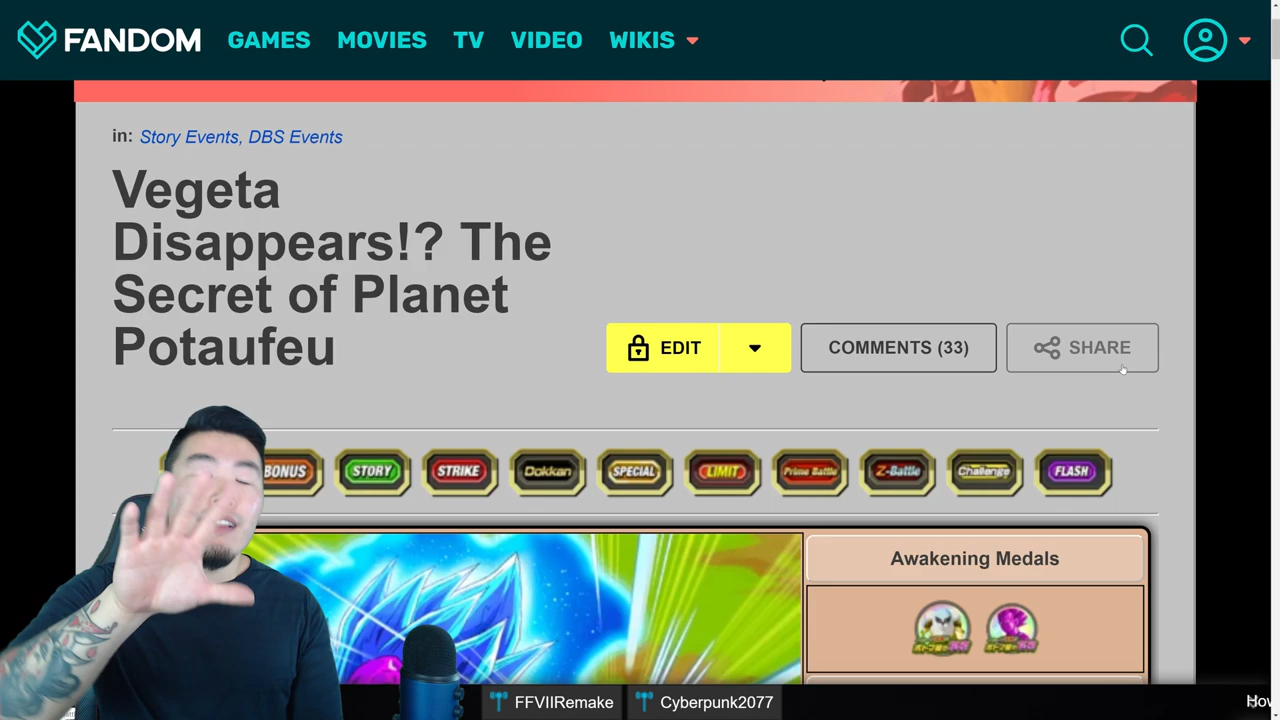 FANDOM GAMES MOVIES TV VIDEO WIKIS
in: Story Events, DBS Events
Vegeta
Disappears!? The
Secret of Planet
Potaufeu
EDIT COMMENTS (33) SHARE
BONUS STORY STRIKE Dokkan SPECIAL LIMIT Prime Battle Z-Battle Challenge FLASH
Awakening Medals
FFVIIRemake Cyberpunk2077